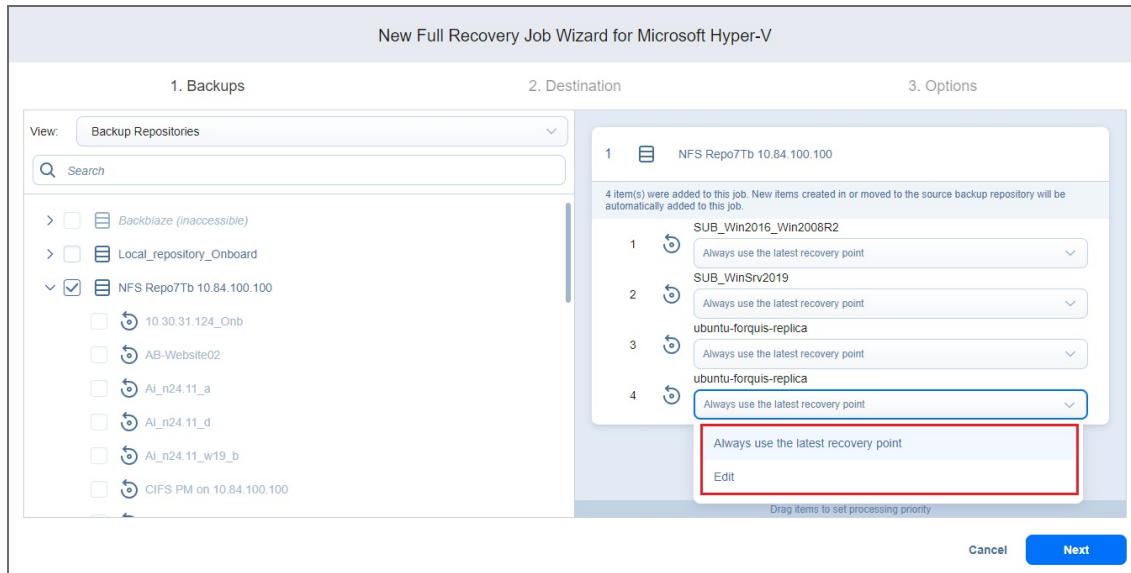 New Full Recovery Job Wizard for Microsoft Hyper-V
1. Backups
2. Destination
3. Options
View:
Backup Repositories
Search
Backblaze (inaccessible)
Local_repository_Onboard
NFS Repo7Tb 10.84.100.100
10.30.31.124_Onb
AB-Website02
Ai_n24.11_a
Ai_n24.11_d
Ai_n24.11_w19_b
CIFS PM on 10.84.100.100
1
NFS Repo7Tb 10.84.100.100
4 item(s) were added to this job. New items created in or moved to the source backup repository will be
automatically added to this job.
SUB_Win2016_Win2008R2
1
Always use the latest recovery point
SUB_WinSrv2019
2
Always use the latest recovery point
ubuntu-forquis-replica
3
Always use the latest recovery point
ubuntu-forquis-replica
4
Always use the latest recovery point
Always use the latest recovery point
Edit
Drag items to set processing priority
Cancel
Next